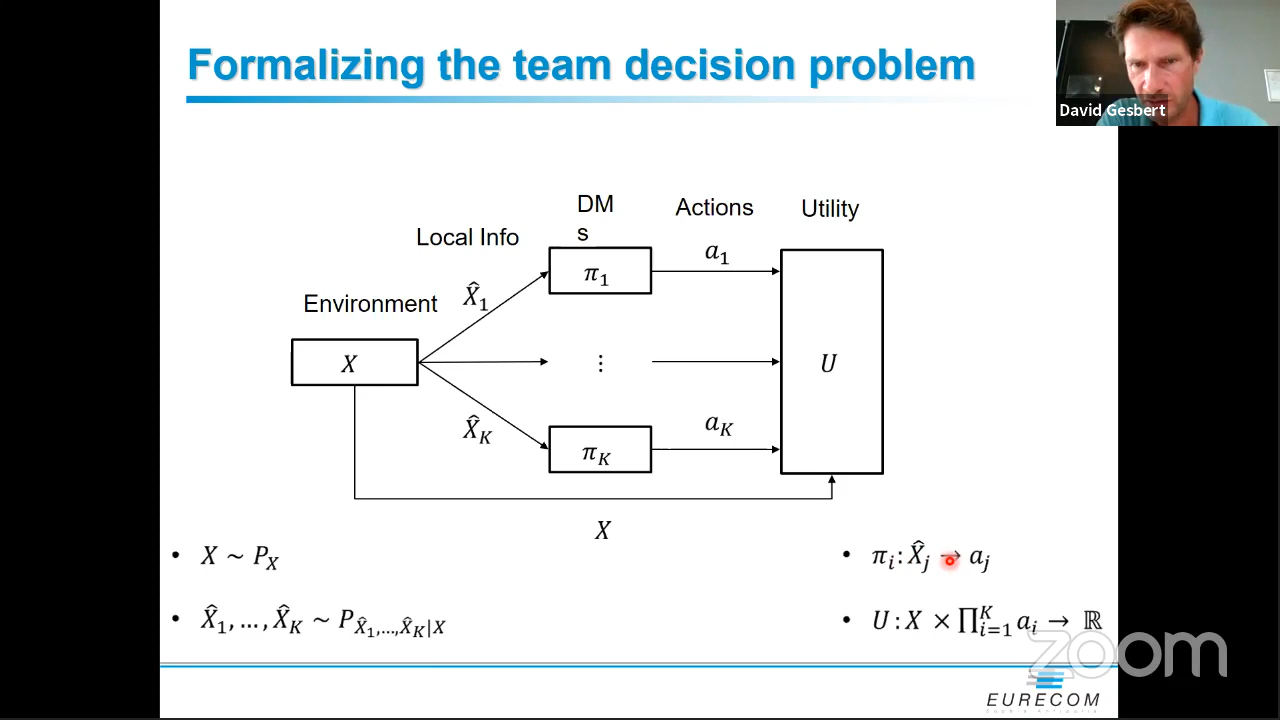 Formalizing the team decision problem
David Gesbert
DM
s
Actions
Utility
Local Info
Environment
X̂₁
π₁
a₁
X
⋮
U
X̂_K
π_K
a_K
X
• X ~ P_X
• X̂₁, … , X̂_K ~ P_{X̂₁,…,X̂_K|X}
• π_i: X̂_j → a_j
• U : X × ∏_{i=1}^{K} a_i → ℝ
zoom
EURECOM